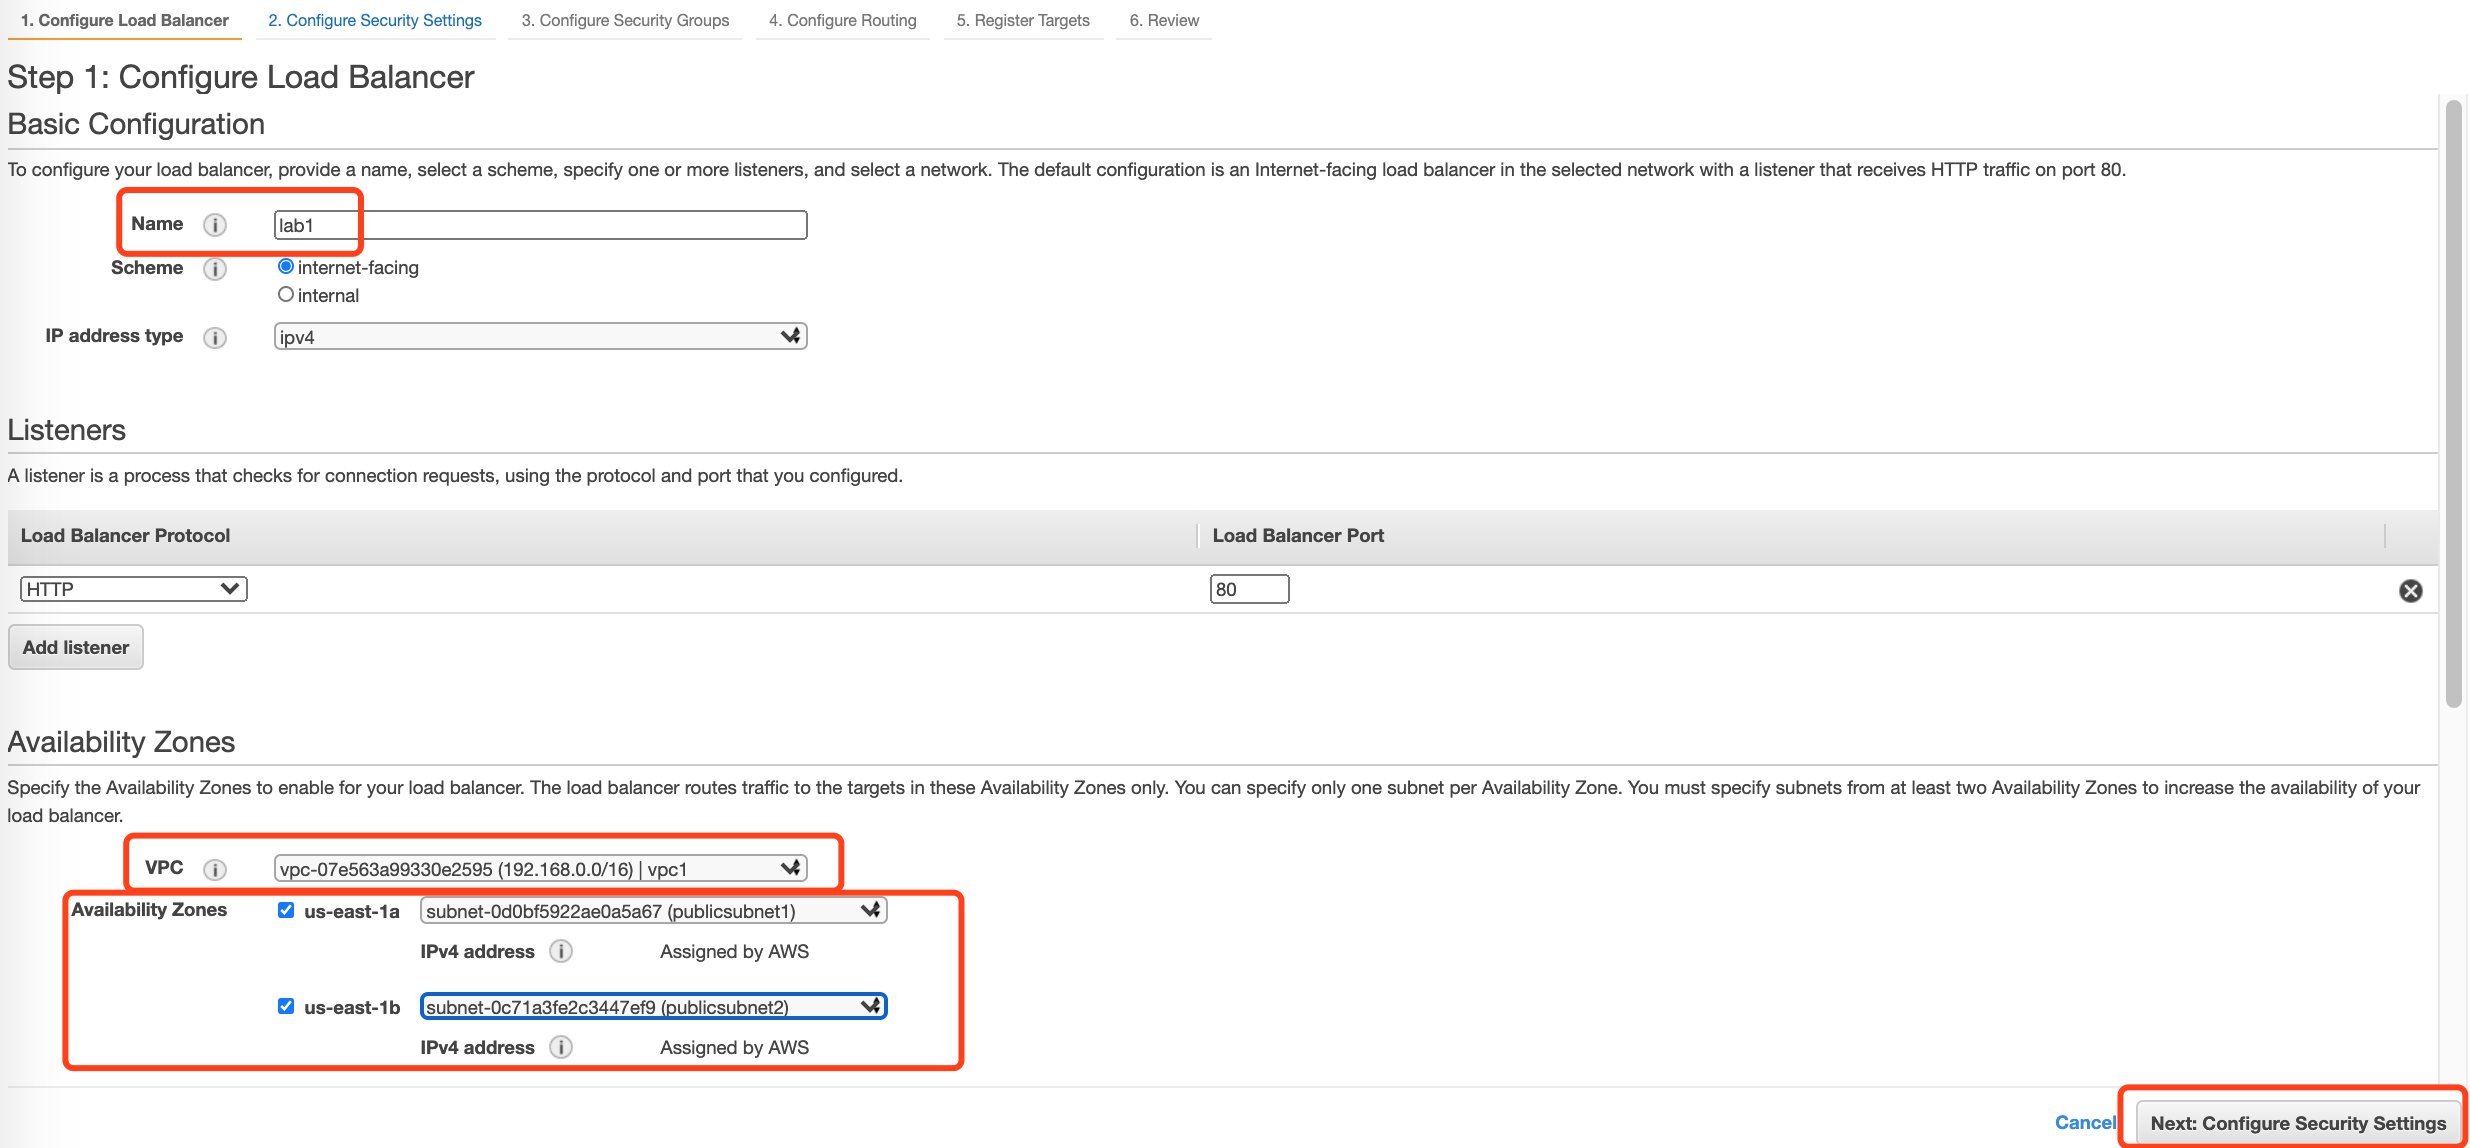 1. Configure Load Balancer 2. Configure Security Settings 3. Configure Security Groups 4. Configure Routing 5. Register Targets 6. Review
Step 1: Configure Load Balancer
Basic Configuration
To configure your load balancer, provide a name, select a scheme, specify one or more listeners, and select a network. The default configuration is an Internet-facing load balancer in the selected network with a listener that receives HTTP traffic on port 80.
Name i lab1
Scheme i internet-facing
internal
IP address type i ipv4
Listeners
A listener is a process that checks for connection requests, using the protocol and port that you configured.
Load Balancer Protocol Load Balancer Port
HTTP 80
Add listener
Availability Zones
Specify the Availability Zones to enable for your load balancer. The load balancer routes traffic to the targets in these Availability Zones only. You can specify only one subnet per Availability Zone. You must specify subnets from at least two Availability Zones to increase the availability of your
load balancer.
VPC i vpc-07e563a99330e2595 (192.168.0.0/16) | vpc1
Availability Zones us-east-1a subnet-0d0bf5922ae0a5a67 (publicsubnet1)
IPv4 address i Assigned by AWS
us-east-1b subnet-0c71a3fe2c3447ef9 (publicsubnet2)
IPv4 address i Assigned by AWS
Cancel Next: Configure Security Settings